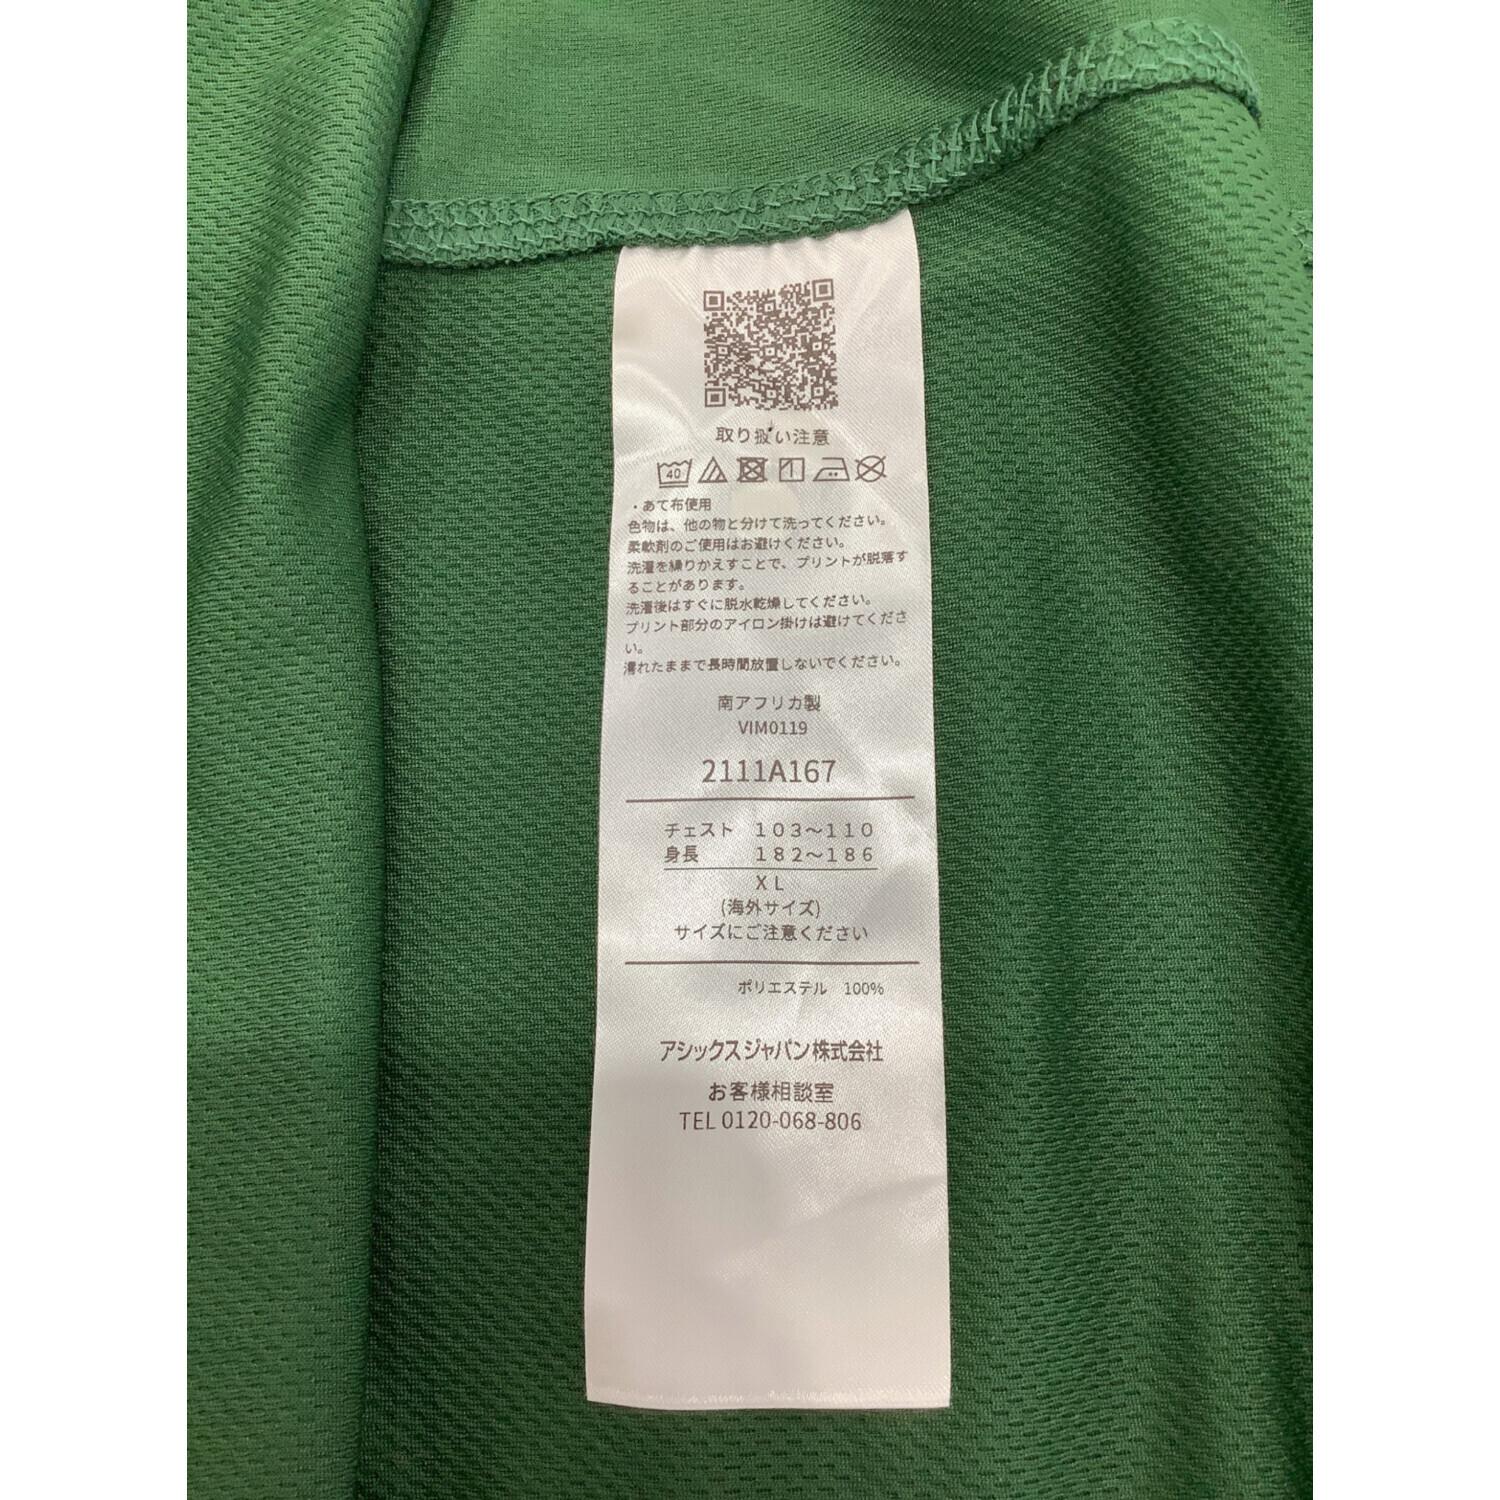 取り扱い注意
40
・あて布使用
色物は、他の物と分けて洗ってください。
柔軟剤のご使用はお避けください。
洗濯を繰りかえすことで、プリントが脱落す
ることがあります。
洗濯後はすぐに脱水乾燥してください。
プリント部分のアイロン掛けは避けてくださ
い。
濡れたままで長時間放置しないでください。
南アフリカ製
VIM0119
2111A167
チェスト 103～110
身長 182～186
XL
(海外サイズ)
サイズにご注意ください
ポリエステル 100%
アシックスジャパン株式会社
お客様相談室
TEL 0120-068-806